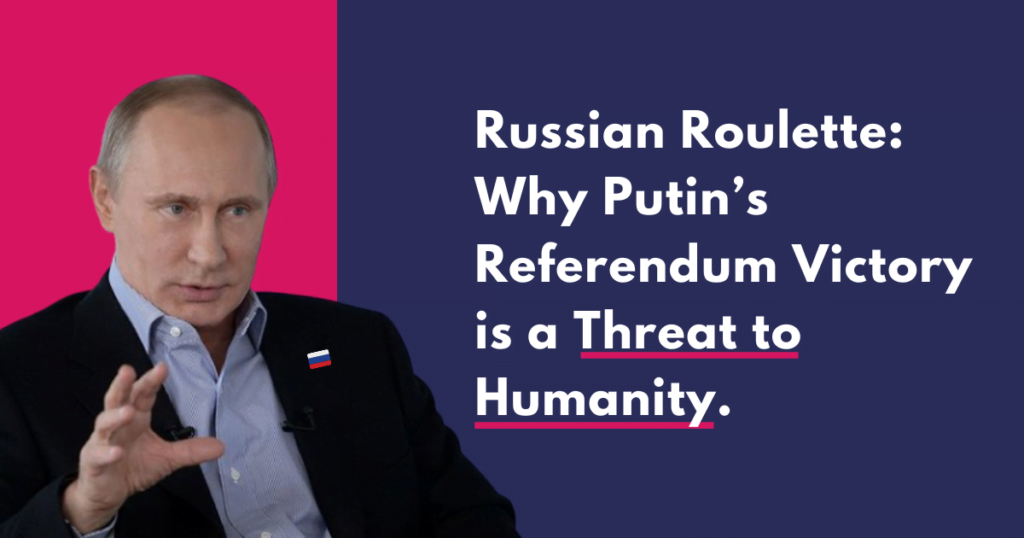 Russian Roulette:
Why Putin’s
Referendum Victory
is a Threat to
Humanity.